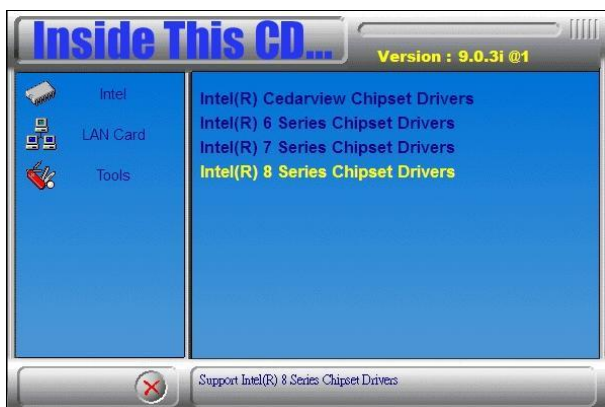 Inside This CD...
Version : 9.0.3i @1
Intel
LAN Card
Tools
Intel(R) Cedarview Chipset Drivers
Intel(R) 6 Series Chipset Drivers
Intel(R) 7 Series Chipset Drivers
Intel(R) 8 Series Chipset Drivers
Support Intel(R) 8 Series Chipset Drivers